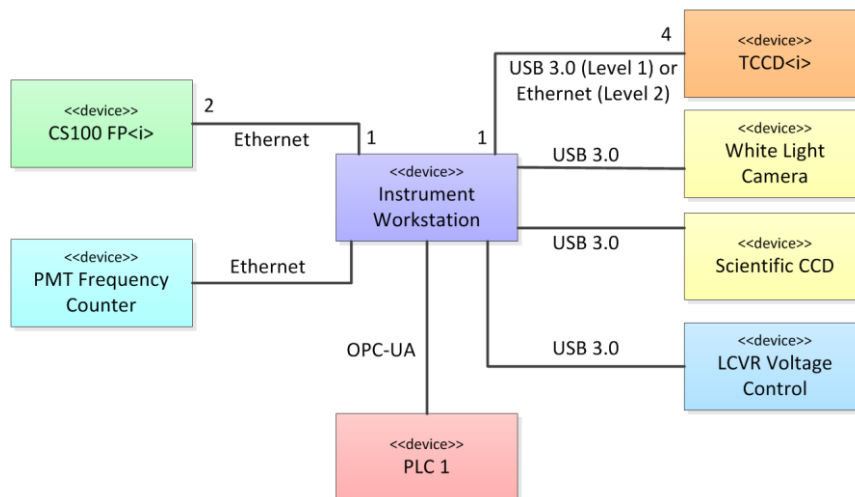 <<device>>
TCCD<i>
4
USB 3.0 (Level 1) or
Ethernet (Level 2)
1
<<device>>
CS100 FP<i>
2
Ethernet
1
<<device>>
White Light
Camera
USB 3.0
<<device>>
Instrument
Workstation
<<device>>
Scientific CCD
USB 3.0
<<device>>
PMT Frequency
Counter
Ethernet
<<device>>
LCVR Voltage
Control
USB 3.0
OPC-UA
<<device>>
PLC 1